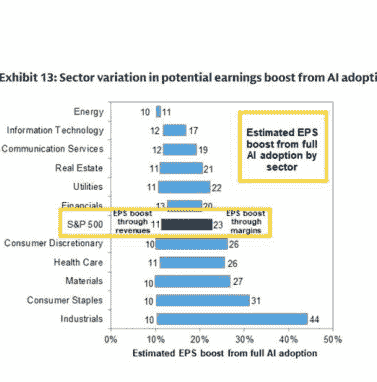 Exhibit 13: Sector variation in potential earnings boost from AI adopti
Estimated EPS
boost from full
AI adoption by
sector
Energy 10 11
Information Technology 12 17
Communication Services 12 19
Real Estate 11 21
Utilities 11 22
Financials 13 20
EPS boost
through
revenues
EPS boost
through
margins
S&P 500 11 23
Consumer Discretionary 10 26
Health Care 11 26
Materials 10 27
Consumer Staples 10 31
Industrials 10 44
0% 10% 20% 30% 40% 50%
Estimated EPS boost from full AI adoption